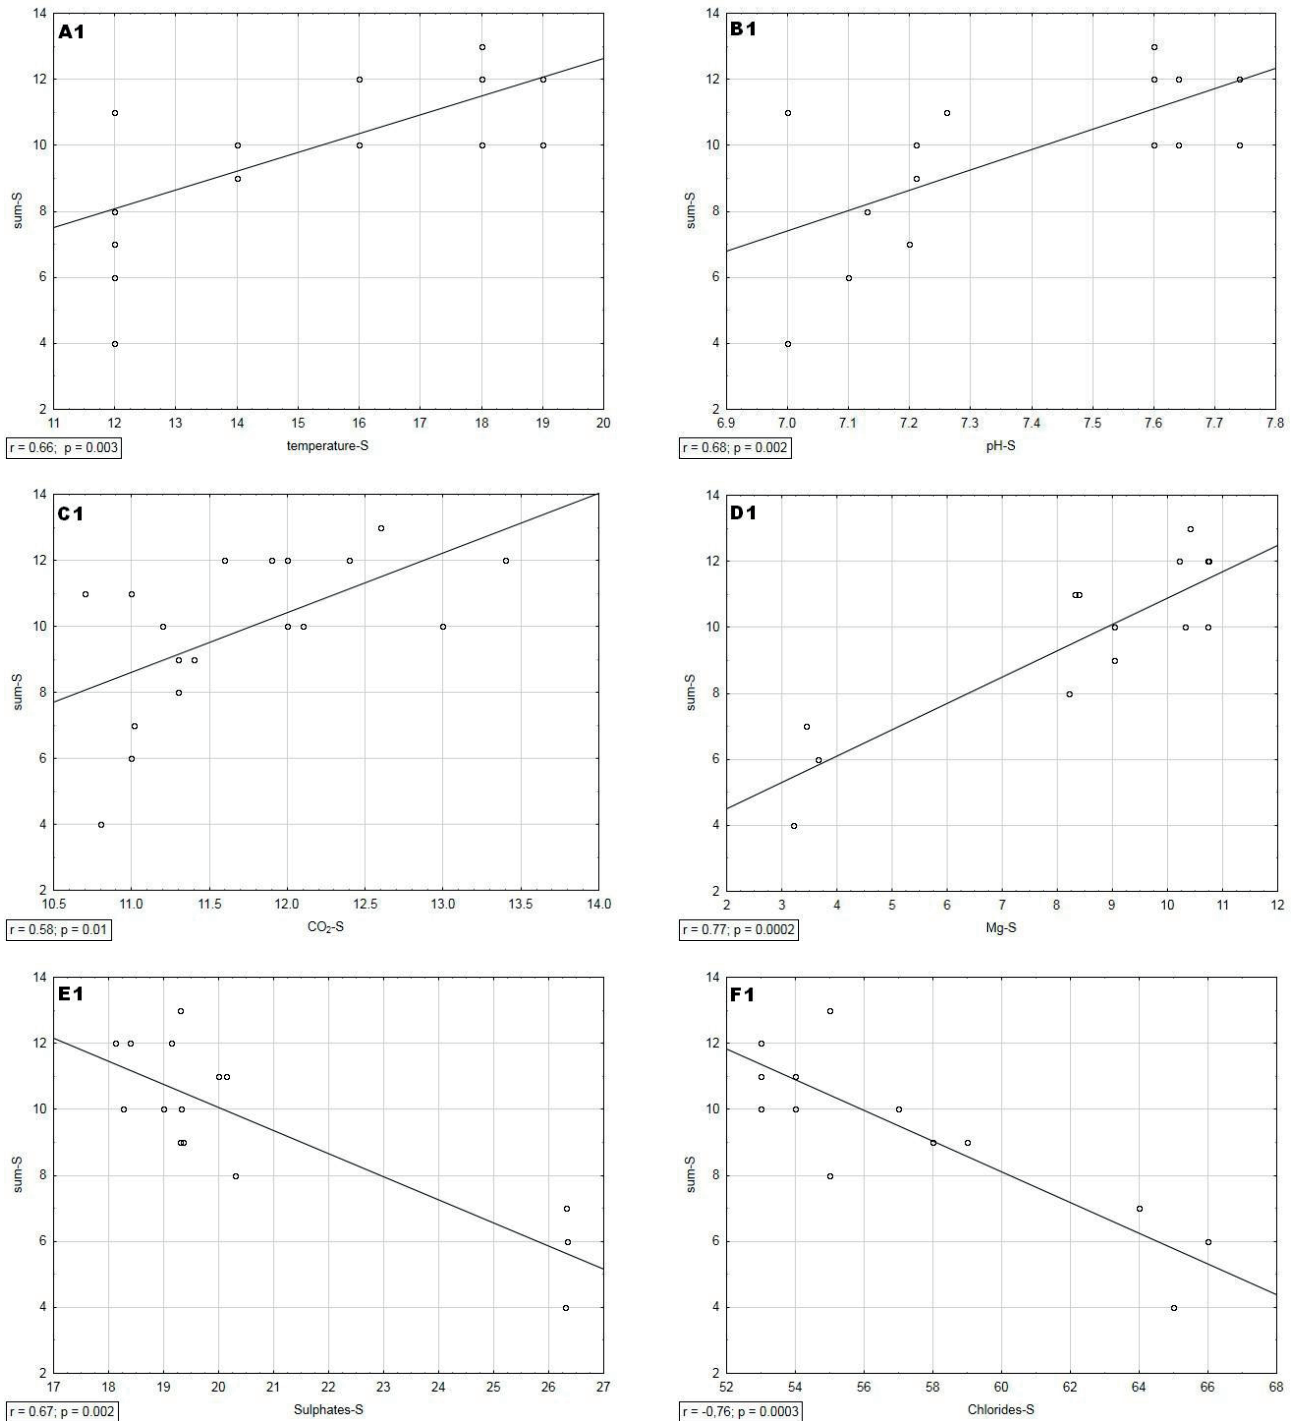 A1
14
12
10
8
6
4
2
sum-S
11 12 13 14 15 16 17 18 19 20
temperature-S
r = 0.66; p = 0.003
B1
14
12
10
8
6
4
2
sum-S
6.9 7.0 7.1 7.2 7.3 7.4 7.5 7.6 7.7 7.8
pH-S
r = 0.68; p = 0.002
C1
14
12
10
8
6
4
2
sum-S
10.5 11.0 11.5 12.0 12.5 13.0 13.5 14.0
CO₂-S
r = 0.58; p = 0.01
D1
14
12
10
8
6
4
2
sum-S
2 3 4 5 6 7 8 9 10 11 12
Mg-S
r = 0.77; p = 0.0002
E1
14
12
10
8
6
4
2
sum-S
17 18 19 20 21 22 23 24 25 26 27
Sulphates-S
r = 0.67; p = 0.002
F1
14
12
10
8
6
4
2
sum-S
52 54 56 58 60 62 64 66 68
Chlorides-S
r = -0,76; p = 0.0003